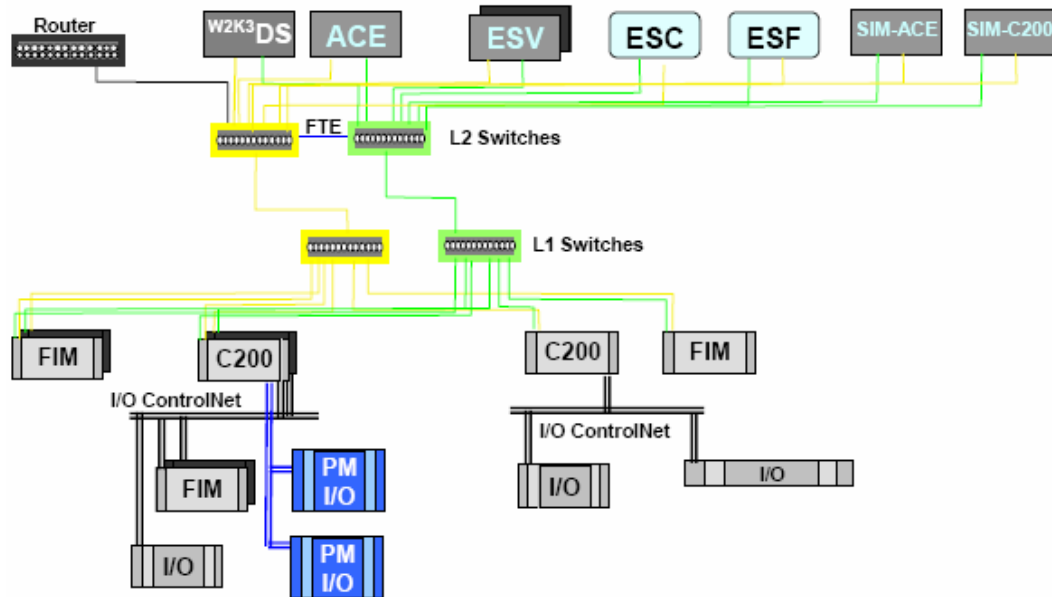 Router
W2K3DS
ACE
ESV
ESC
ESF
SIM-ACE
SIM-C200
FTE
L2 Switches
L1 Switches
FIM
C200
C200
FIM
I/O ControlNet
I/O ControlNet
PM
I/O
FIM
I/O
I/O
I/O
PM
I/O